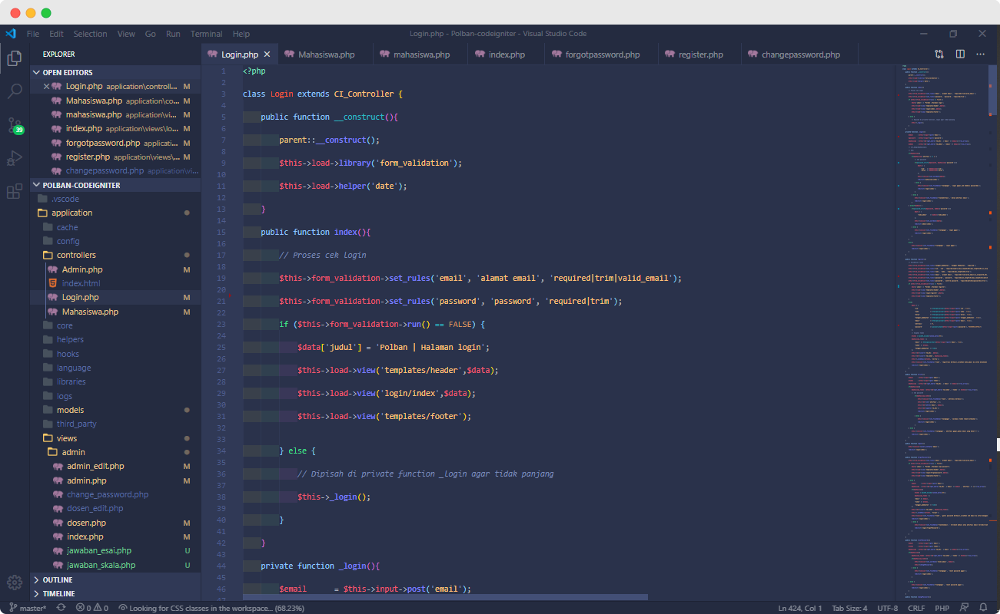 File Edit Selection View Go Run Terminal Help
Login.php - Polban-codeigniter - Visual Studio Code
EXPLORER
OPEN EDITORS
Login.php application\controll... M
Mahasiswa.php application\co... M
mahasiswa.php application\vi... M
index.php application\views\lo... M
forgotpassword.php applicati... M
register.php application\views\... M
changepassword.php application\vi...
39
POLBAN-CODEIGNITER
.vscode
application
cache
config
controllers
Admin.php M
index.html
Login.php M
Mahasiswa.php M
core
helpers
hooks
language
libraries
logs
models
third_party
views
admin
admin_edit.php M
admin.php M
change_password.php
dosen_edit.php
dosen.php M
index.php M
jawaban_esai.php U
jawaban_skala.php U
OUTLINE
TIMELINE
Login.php Mahasiswa.php mahasiswa.php index.php forgotpassword.php register.php changepassword.php
1 <?php
2
3 class Login extends CI_Controller {
4
5 public function __construct(){
6
7 parent::__construct();
8
9 $this->load->library('form_validation');
10
11 $this->load->helper('date');
12
13 }
14
15 public function index(){
16
17 // Proses cek login
18
19 $this->form_validation->set_rules('email', 'alamat email', 'required|trim|valid_email');
20
21 $this->form_validation->set_rules('password', 'password', 'required|trim');
22
23 if ($this->form_validation->run() == FALSE) {
24
25 $data['judul'] = 'Polban | Halaman login';
26
27 $this->load->view('templates/header',$data);
28
29 $this->load->view('login/index',$data);
30
31 $this->load->view('templates/footer');
32
33
34 } else {
35
36 // Dipisah di private function _Login agar tidak panjang
37
38 $this->_login();
39
40 }
41
42 }
43
44 private function _login(){
45
46 $email = $this->input->post('email');
47
master* 0 0 Looking for CSS classes in the workspace... (68.23%)
Ln 424, Col 1 Tab Size: 4 UTF-8 CRLF PHP